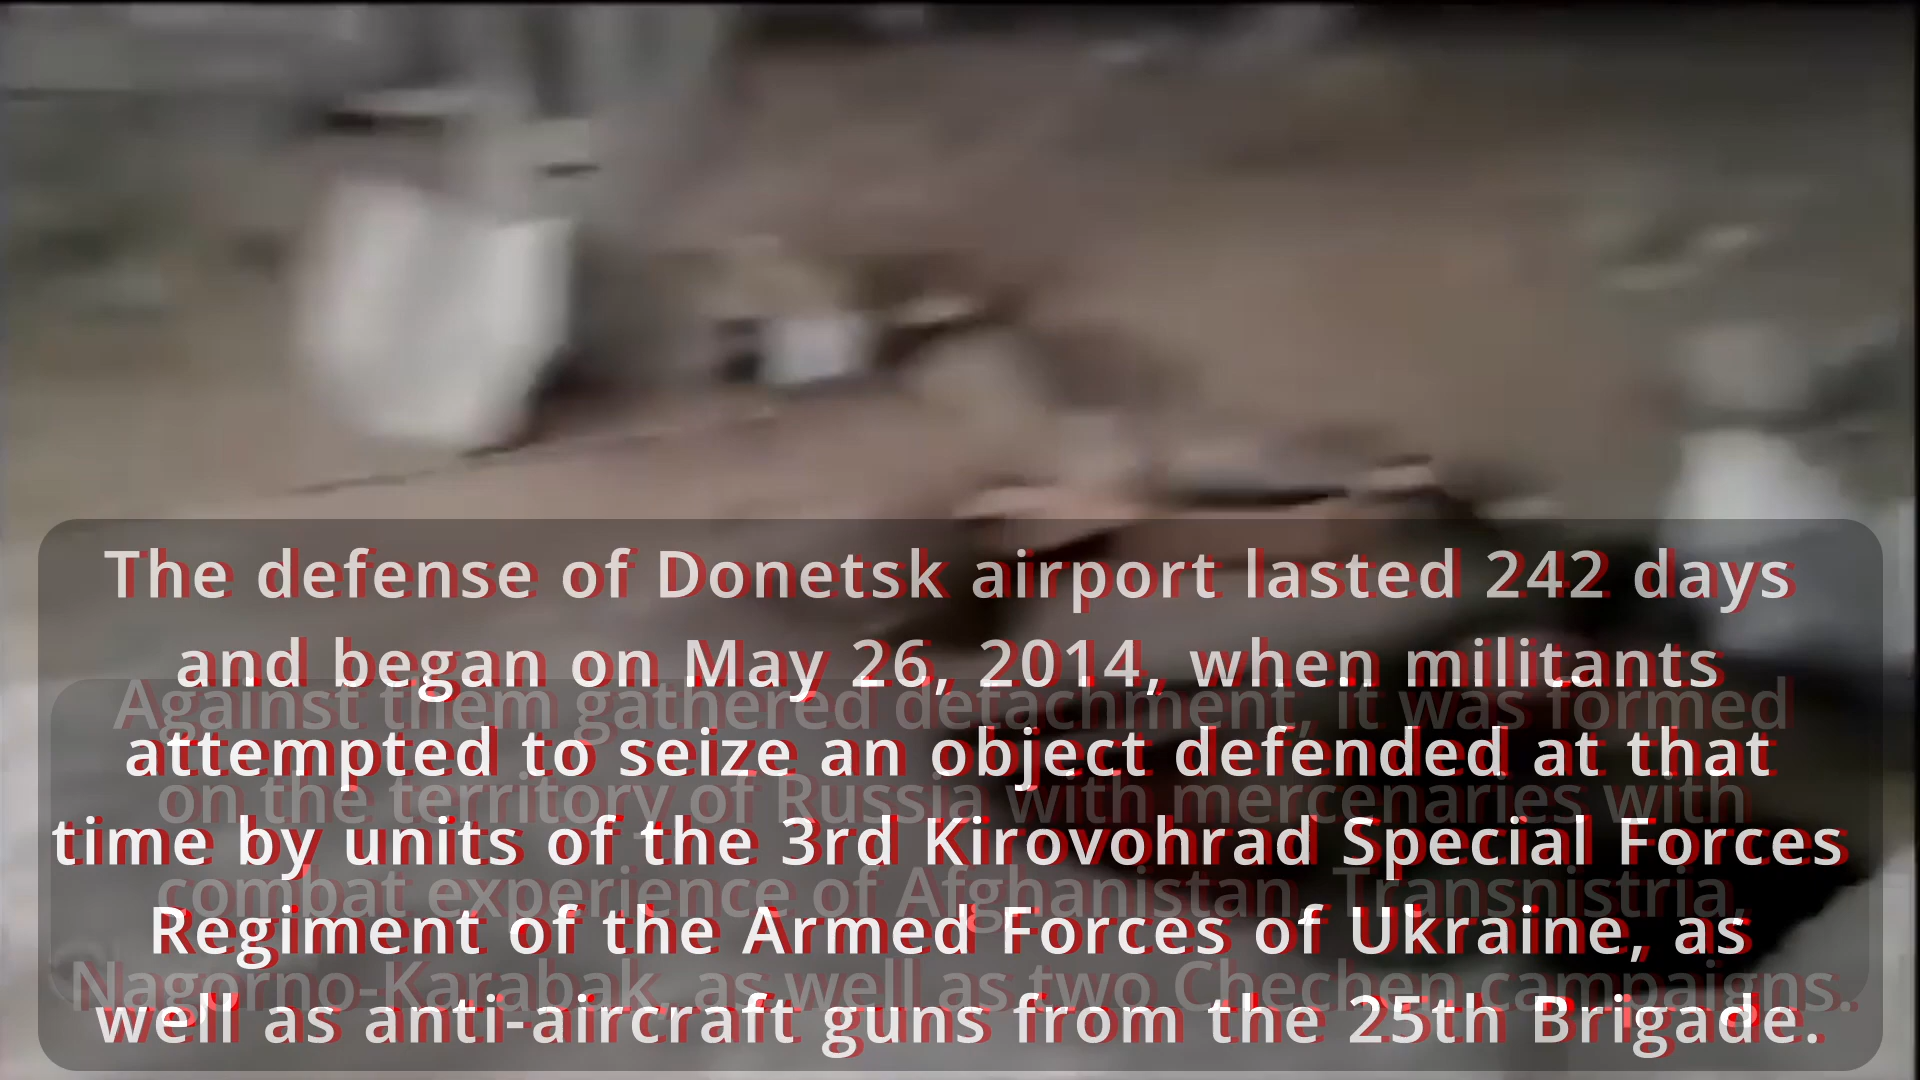 The defense of Donetsk airport lasted 242 days
and began on May 26, 2014, when militants
attempted to seize an object defended at that
time by units of the 3rd Kirovohrad Special Forces
Regiment of the Armed Forces of Ukraine, as
well as anti-aircraft guns from the 25th Brigade.
Against them gathered detachment, it was formed
on the territory of Russia with mercenaries with
combat experience of Afghanistan, Transnistria,
Nagorno-Karabak, as well as two Chechen campaigns.